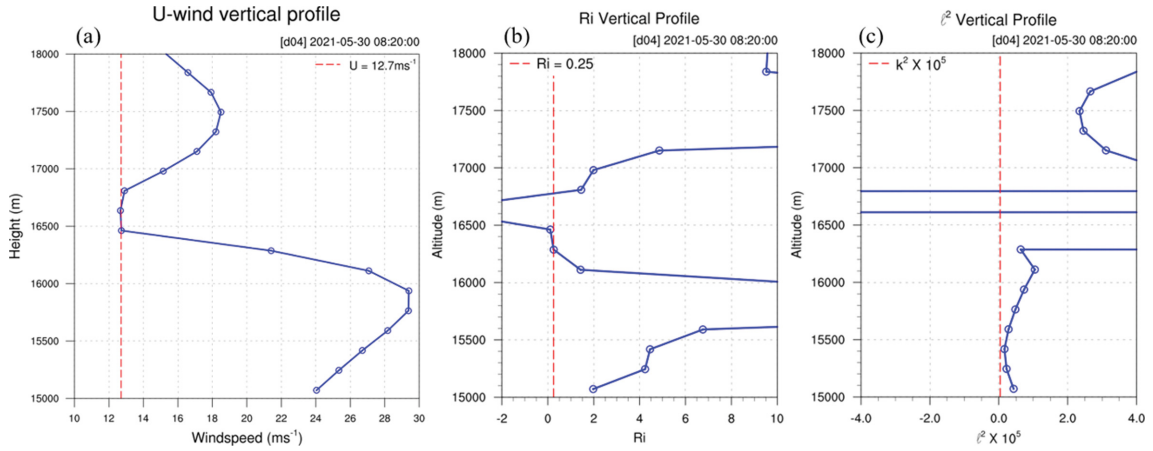 U-wind vertical profile
(a)
[d04] 2021-05-30 08:20:00
U = 12.7ms⁻¹
18000
17500
17000
16500
16000
15500
15000
Height (m)
10 12 14 16 18 20 22 24 26 28 30
Windspeed (ms⁻¹)
Ri Vertical Profile
(b)
[d04] 2021-05-30 08:20:00
Ri = 0.25
18000
17500
17000
16500
16000
15500
15000
Altitude (m)
-2 0 2 4 6 8 10
Ri
ℓ² Vertical Profile
(c)
[d04] 2021-05-30 08:20:00
k² X 10⁵
18000
17500
17000
16500
16000
15500
15000
Altitude (m)
-4.0 -2.0 0.0 2.0 4.0
ℓ² X 10⁵